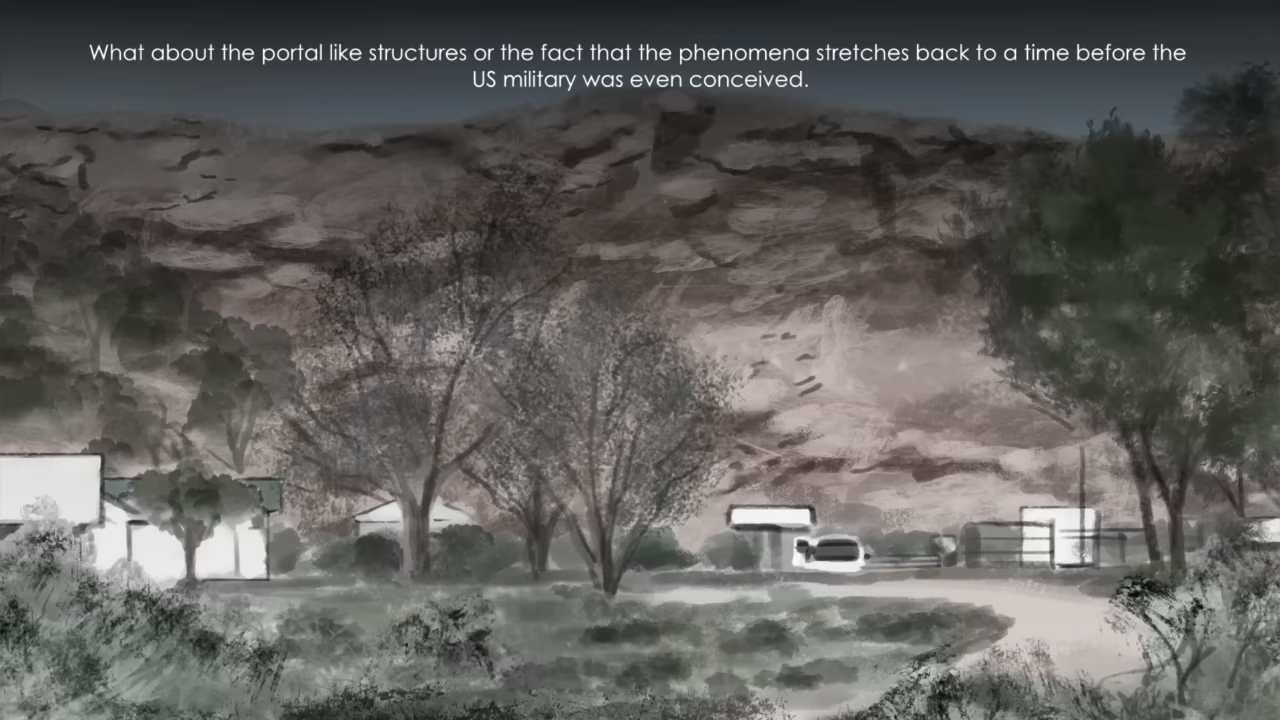 What about the portal like structures or the fact that the phenomena stretches back to a time before the
US military was even conceived.